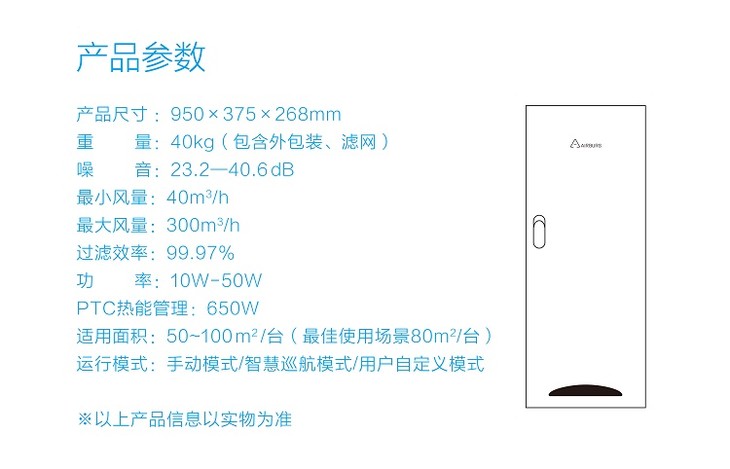 产品参数
产品尺寸：950×375×268mm
重 量：40kg（包含外包装、滤网）
噪 音：23.2—40.6dB
最小风量：40m³/h
最大风量：300m³/h
过滤效率：99.97%
功 率：10W-50W
PTC热能管理：650W
适用面积：50~100m²/台（最佳使用场景80m²/台）
运行模式：手动模式/智慧巡航模式/用户自定义模式
※以上产品信息以实物为准